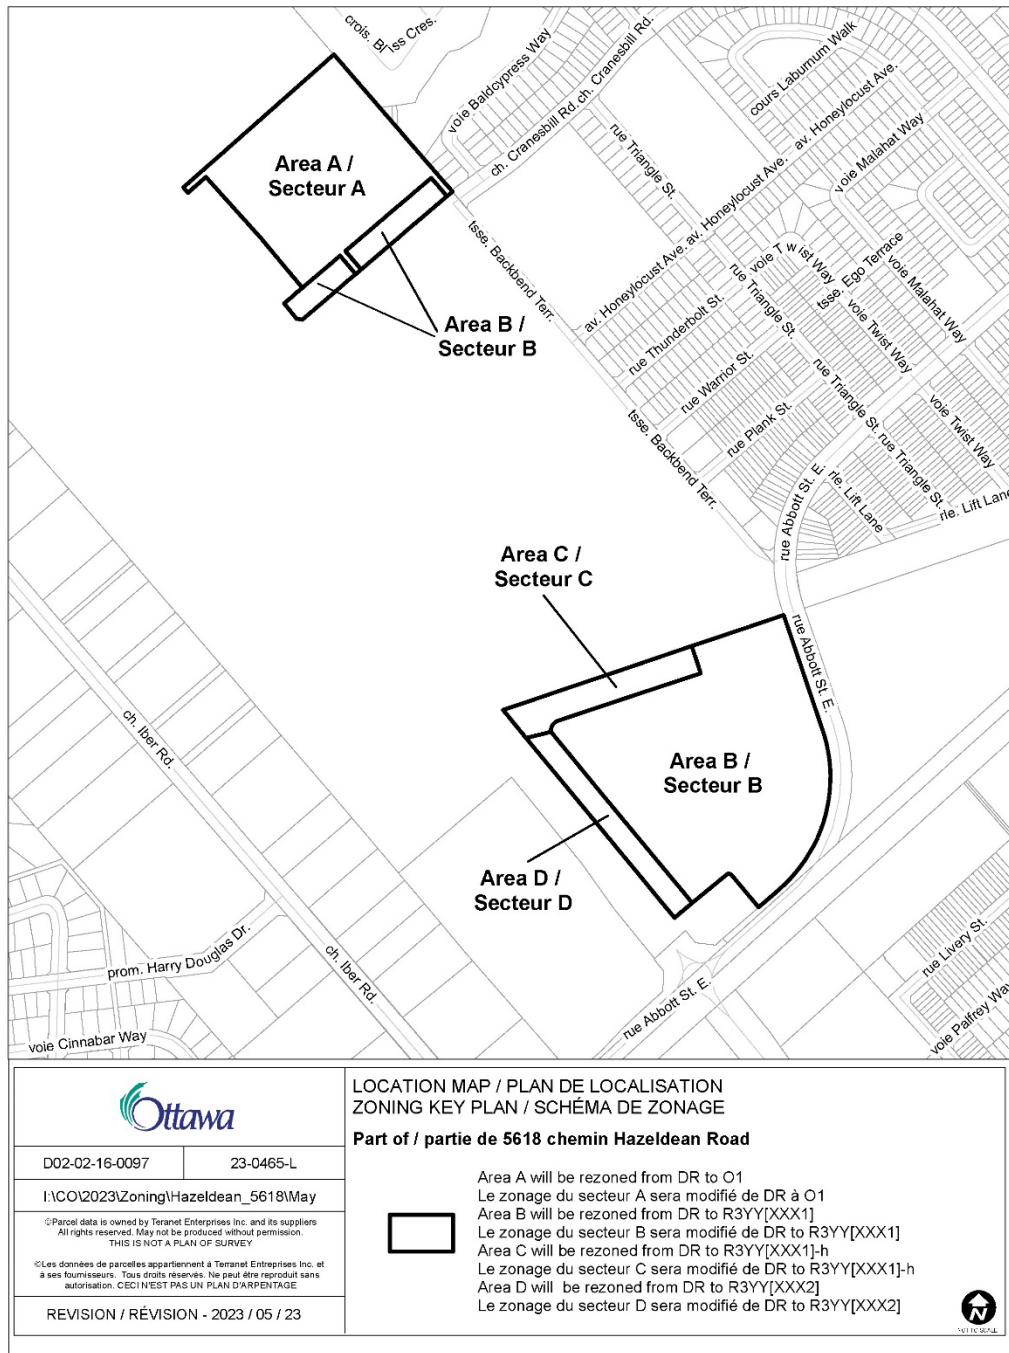 crois. Bliss Cres.
voie Baldcypress Way
ch. Cranesbill Rd.
ch. Cranesbill Rd.
cours Laburnum Walk
av. Honeylocust Ave.
av. Honeylocust Ave.
av. Honeylocust Ave.
voie Malahat Way
rue Triangle St.
Area A /
Secteur A
tsse. Backbend Terr.
voie Twist Way
tsse. Ego Terrace
voie Malahat Way
rue Triangle St.
rue Thunderbolt St.
voie Twist Way
Area B /
Secteur B
rue Warrior St.
rue Triangle St.
voie Twist Way
rue Plank St.
tsse. Backbend Terr.
rue Triangle St.
rue Abbott St. E.
rle. Lift Lane
rle. Lift Lane
Area C /
Secteur C
rue Abbott St. E.
ch. Iber Rd.
Area B /
Secteur B
Area D /
Secteur D
prom. Harry Douglas Dr.
ch. Iber Rd.
rue Livery St.
rue Abbott St. E.
voie Cinnabar Way
voie Palfrey Way
Ottawa
D02-02-16-0097
23-0465-L
I:\CO\2023\Zoning\Hazeldean_5618\May
©Parcel data is owned by Teranet Enterprises Inc. and its suppliers
All rights reserved. May not be produced without permission.
THIS IS NOT A PLAN OF SURVEY
©Les données de parcelles appartiennent à Terranet Entreprises Inc. et
à ses fournisseurs. Tous droits réservés. Ne peut être reproduit sans
autorisation. CECI N'EST PAS UN PLAN D'ARPENTAGE
REVISION / RÉVISION - 2023 / 05 / 23
LOCATION MAP / PLAN DE LOCALISATION
ZONING KEY PLAN / SCHÉMA DE ZONAGE
Part of / partie de 5618 chemin Hazeldean Road
Area A will be rezoned from DR to O1
Le zonage du secteur A sera modifié de DR à O1
Area B will be rezoned from DR to R3YY[XXX1]
Le zonage du secteur B sera modifié de DR to R3YY[XXX1]
Area C will be rezoned from DR to R3YY[XXX1]-h
Le zonage du secteur C sera modifié de DR to R3YY[XXX1]-h
Area D will be rezoned from DR to R3YY[XXX2]
Le zonage du secteur D sera modifié de DR to R3YY[XXX2]
N
NOT TO SCALE